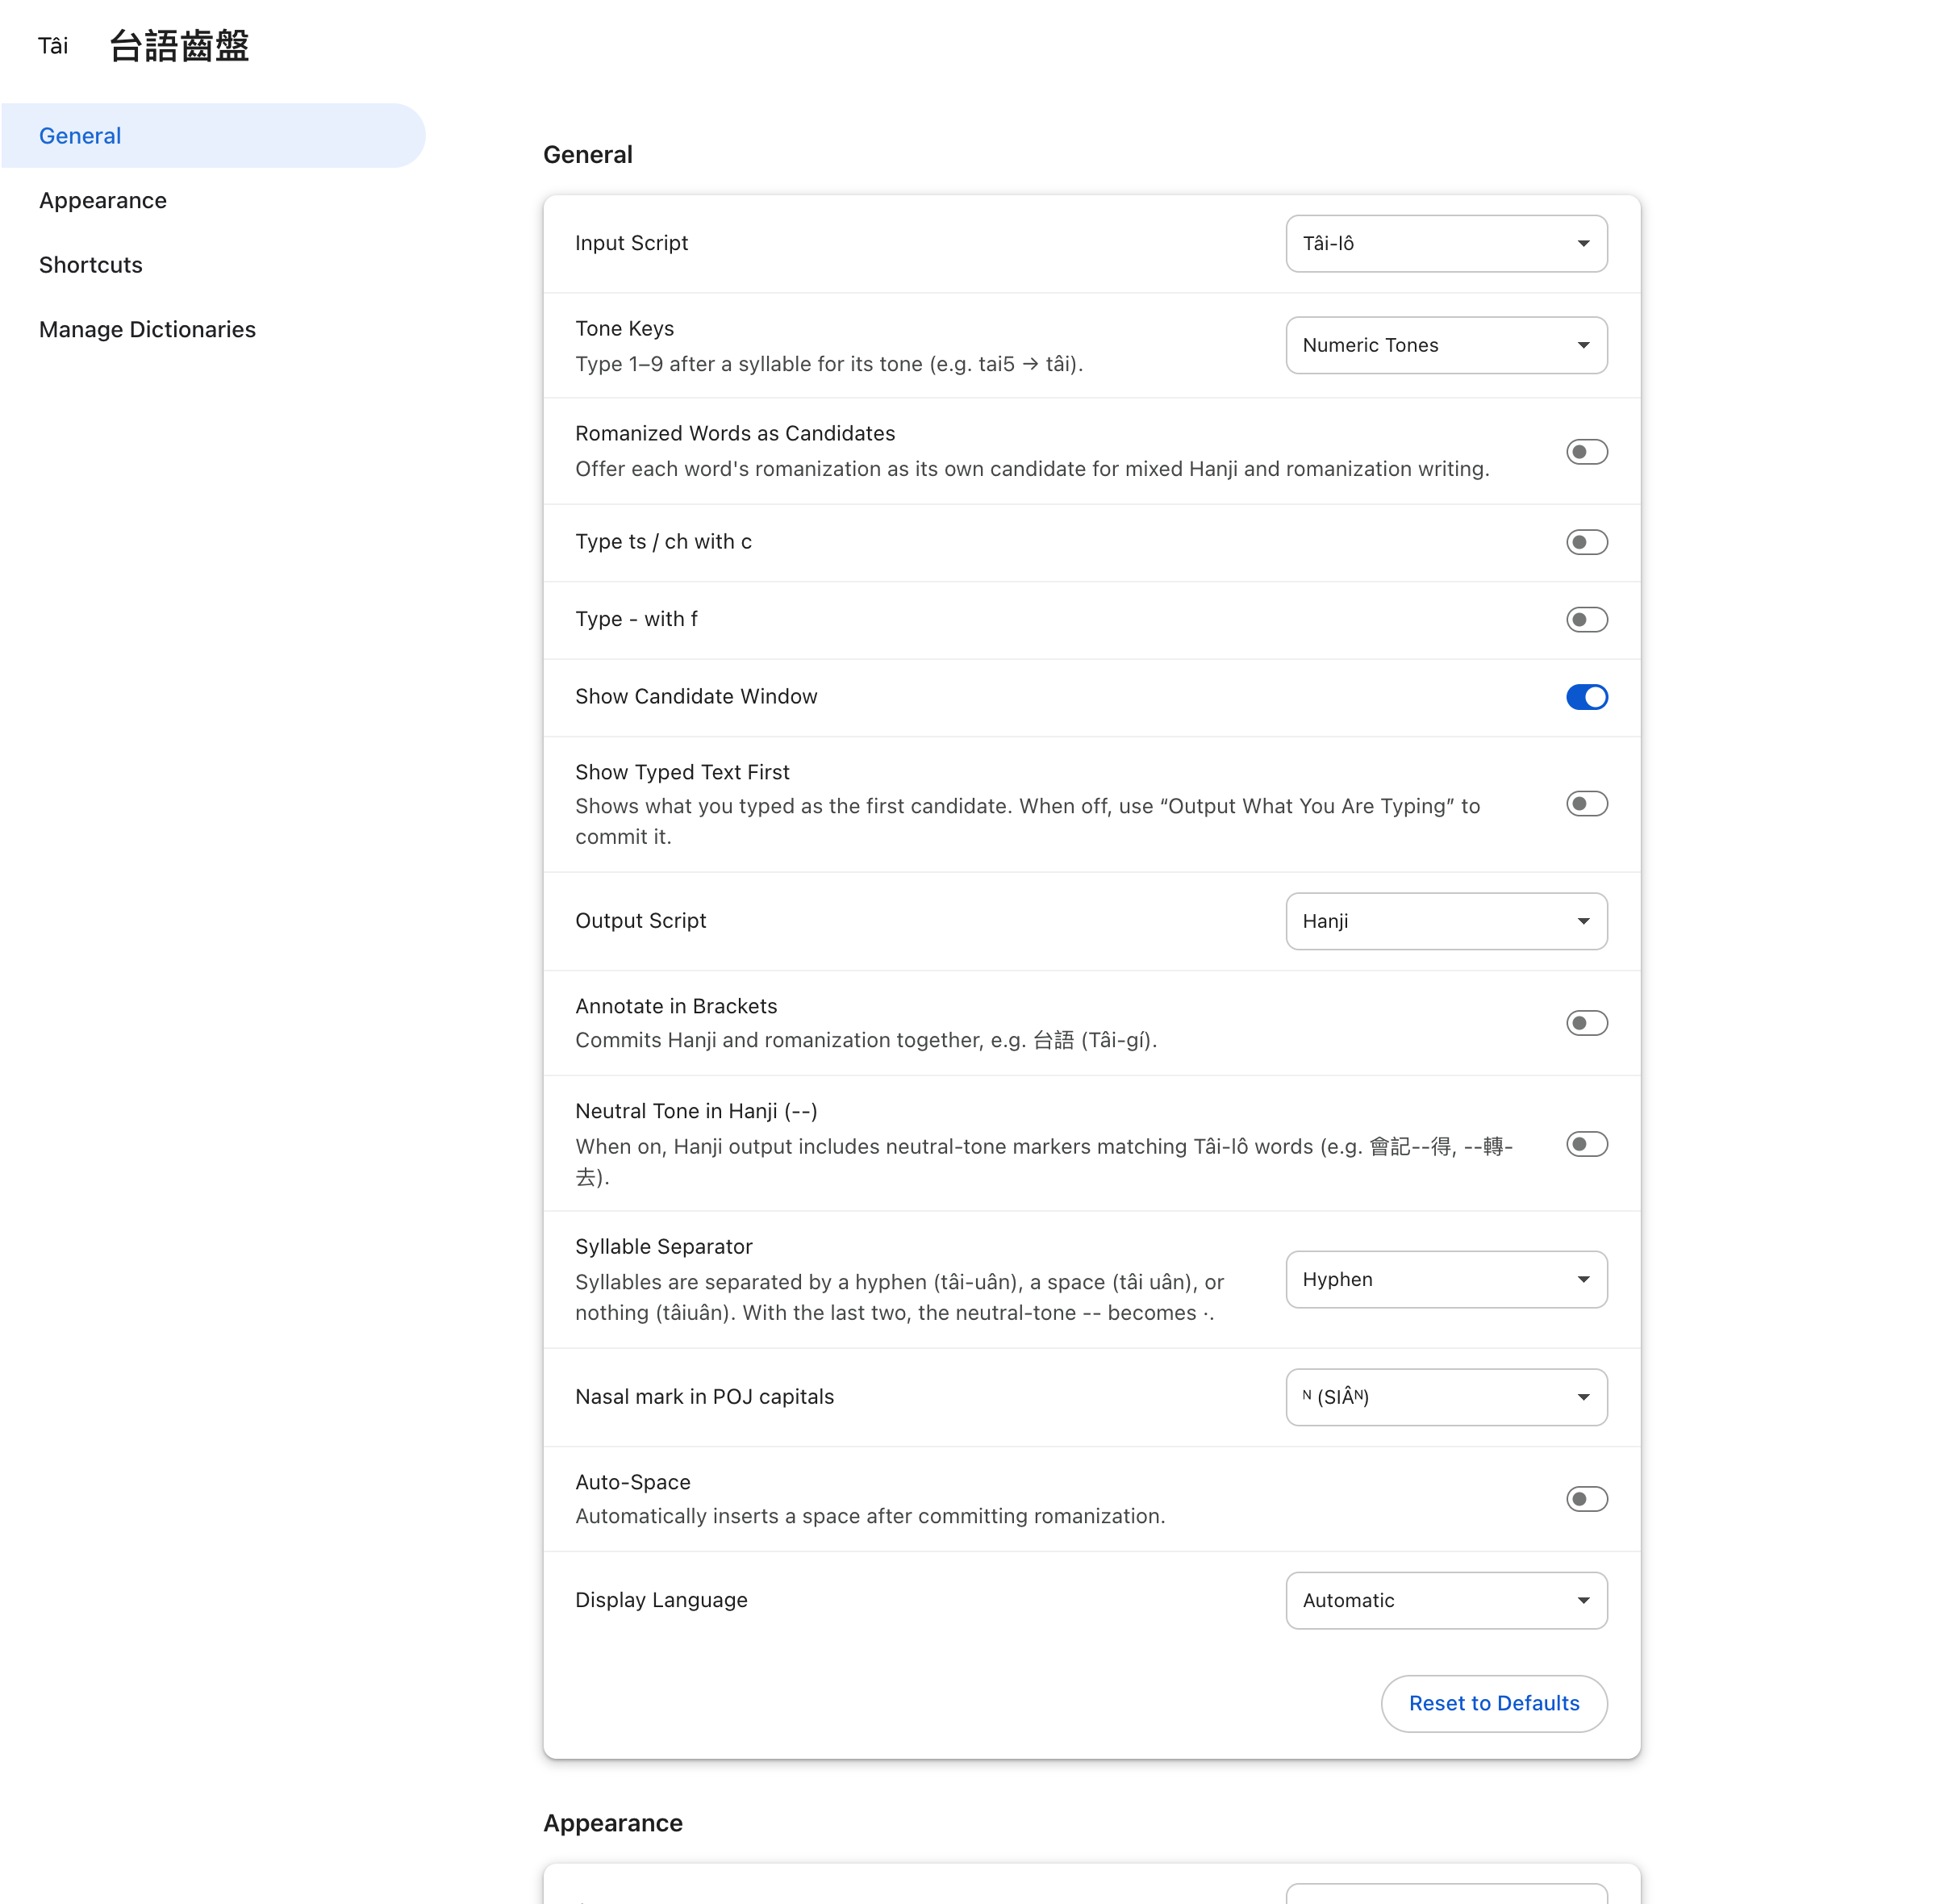 Tâi 台語齒盤
General
Appearance
Shortcuts
Manage Dictionaries
General
Input Script
Tâi-lô
Tone Keys
Type 1–9 after a syllable for its tone (e.g. tai5 → tâi).
Numeric Tones
Romanized Words as Candidates
Offer each word's romanization as its own candidate for mixed Hanji and romanization writing.
Type ts / ch with c
Type - with f
Show Candidate Window
Show Typed Text First
Shows what you typed as the first candidate. When off, use “Output What You Are Typing” to
commit it.
Output Script
Hanji
Annotate in Brackets
Commits Hanji and romanization together, e.g. 台語 (Tâi-gí).
Neutral Tone in Hanji (--)
When on, Hanji output includes neutral-tone markers matching Tâi-lô words (e.g. 會記--得, --轉-
去).
Syllable Separator
Syllables are separated by a hyphen (tâi-uân), a space (tâi uân), or
nothing (tâiuân). With the last two, the neutral-tone -- becomes ·.
Hyphen
Nasal mark in POJ capitals
ᴺ (SIÂᴺ)
Auto-Space
Automatically inserts a space after committing romanization.
Display Language
Automatic
Reset to Defaults
Appearance